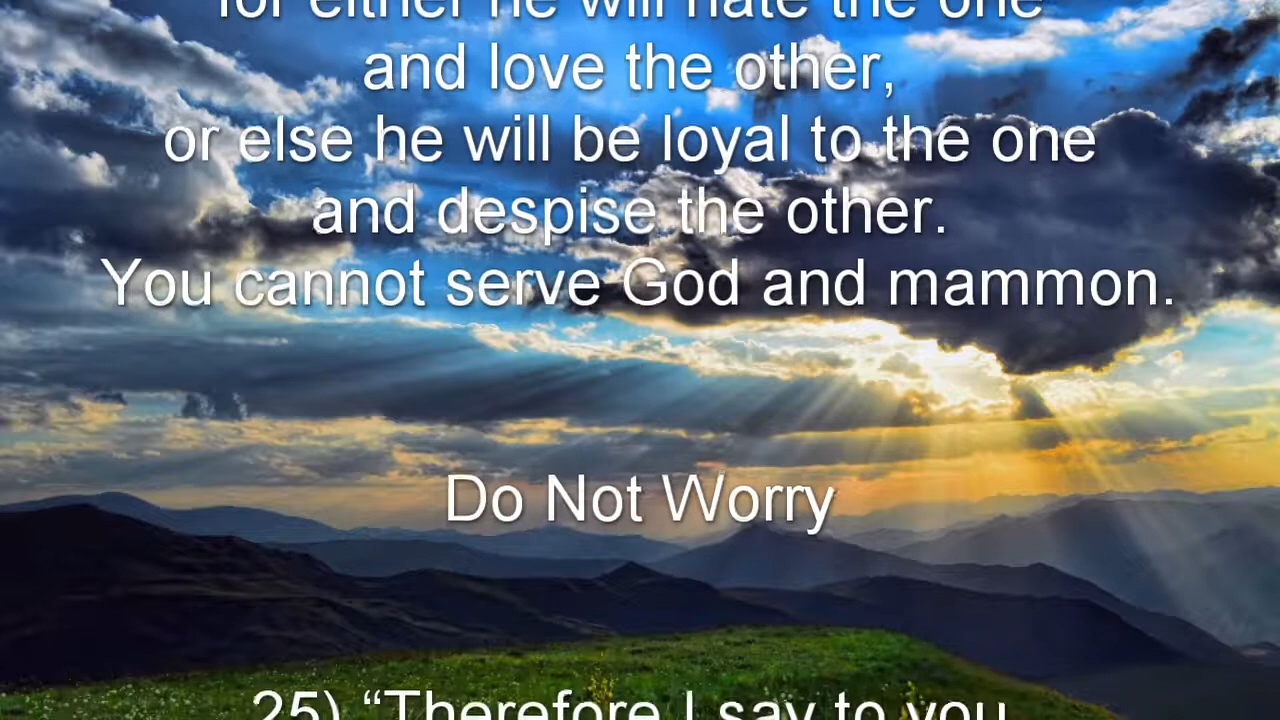 for either he will hate the one
and love the other,
or else he will be loyal to the one
and despise the other.
You cannot serve God and mammon.
Do Not Worry
25) “Therefore I say to you,